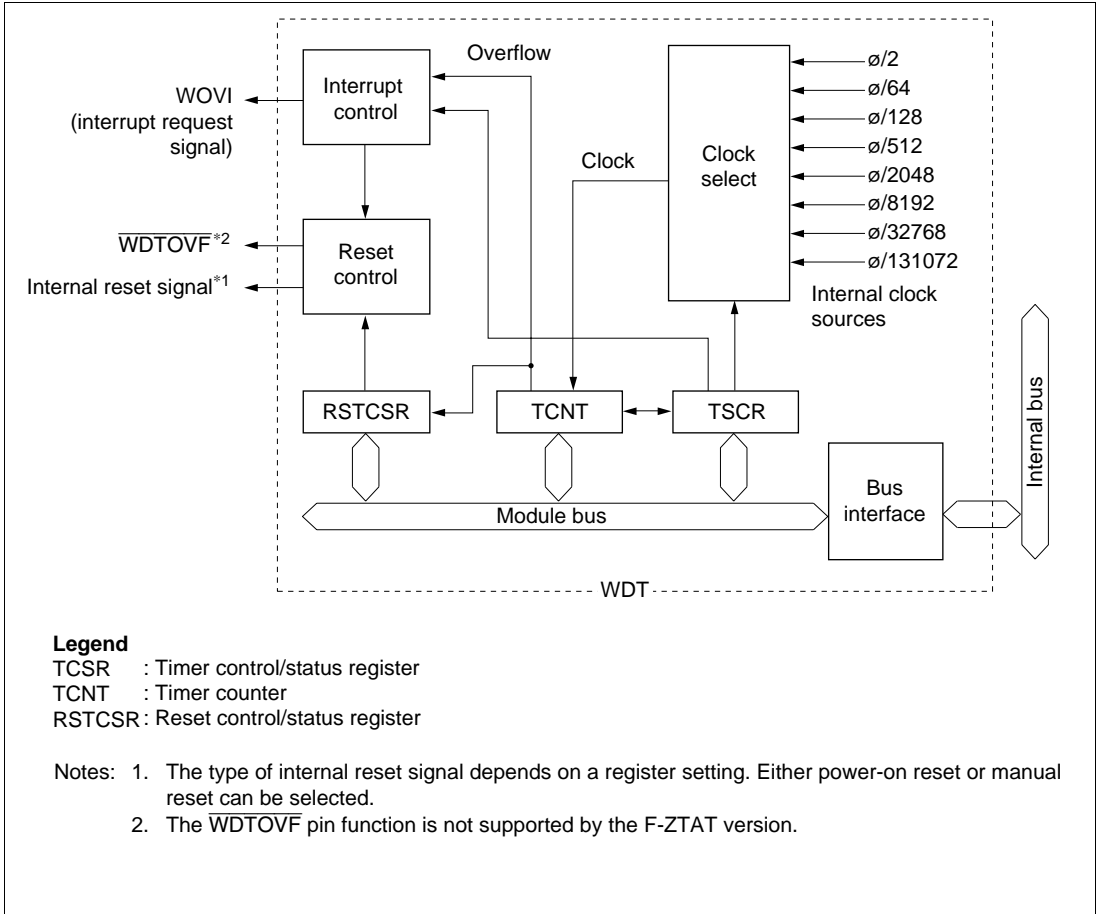 Overflow
Interrupt
control
WOVI
(interrupt request
signal)
WDTOVF*2
Internal reset signal*1
Reset
control
Clock
Clock
select
ø/2
ø/64
ø/128
ø/512
ø/2048
ø/8192
ø/32768
ø/131072
Internal clock
sources
RSTCSR
TCNT
TSCR
Module bus
Bus
interface
Internal bus
WDT
Legend
TCSR : Timer control/status register
TCNT : Timer counter
RSTCSR : Reset control/status register
Notes: 1. The type of internal reset signal depends on a register setting. Either power-on reset or manual
reset can be selected.
2. The WDTOVF pin function is not supported by the F-ZTAT version.